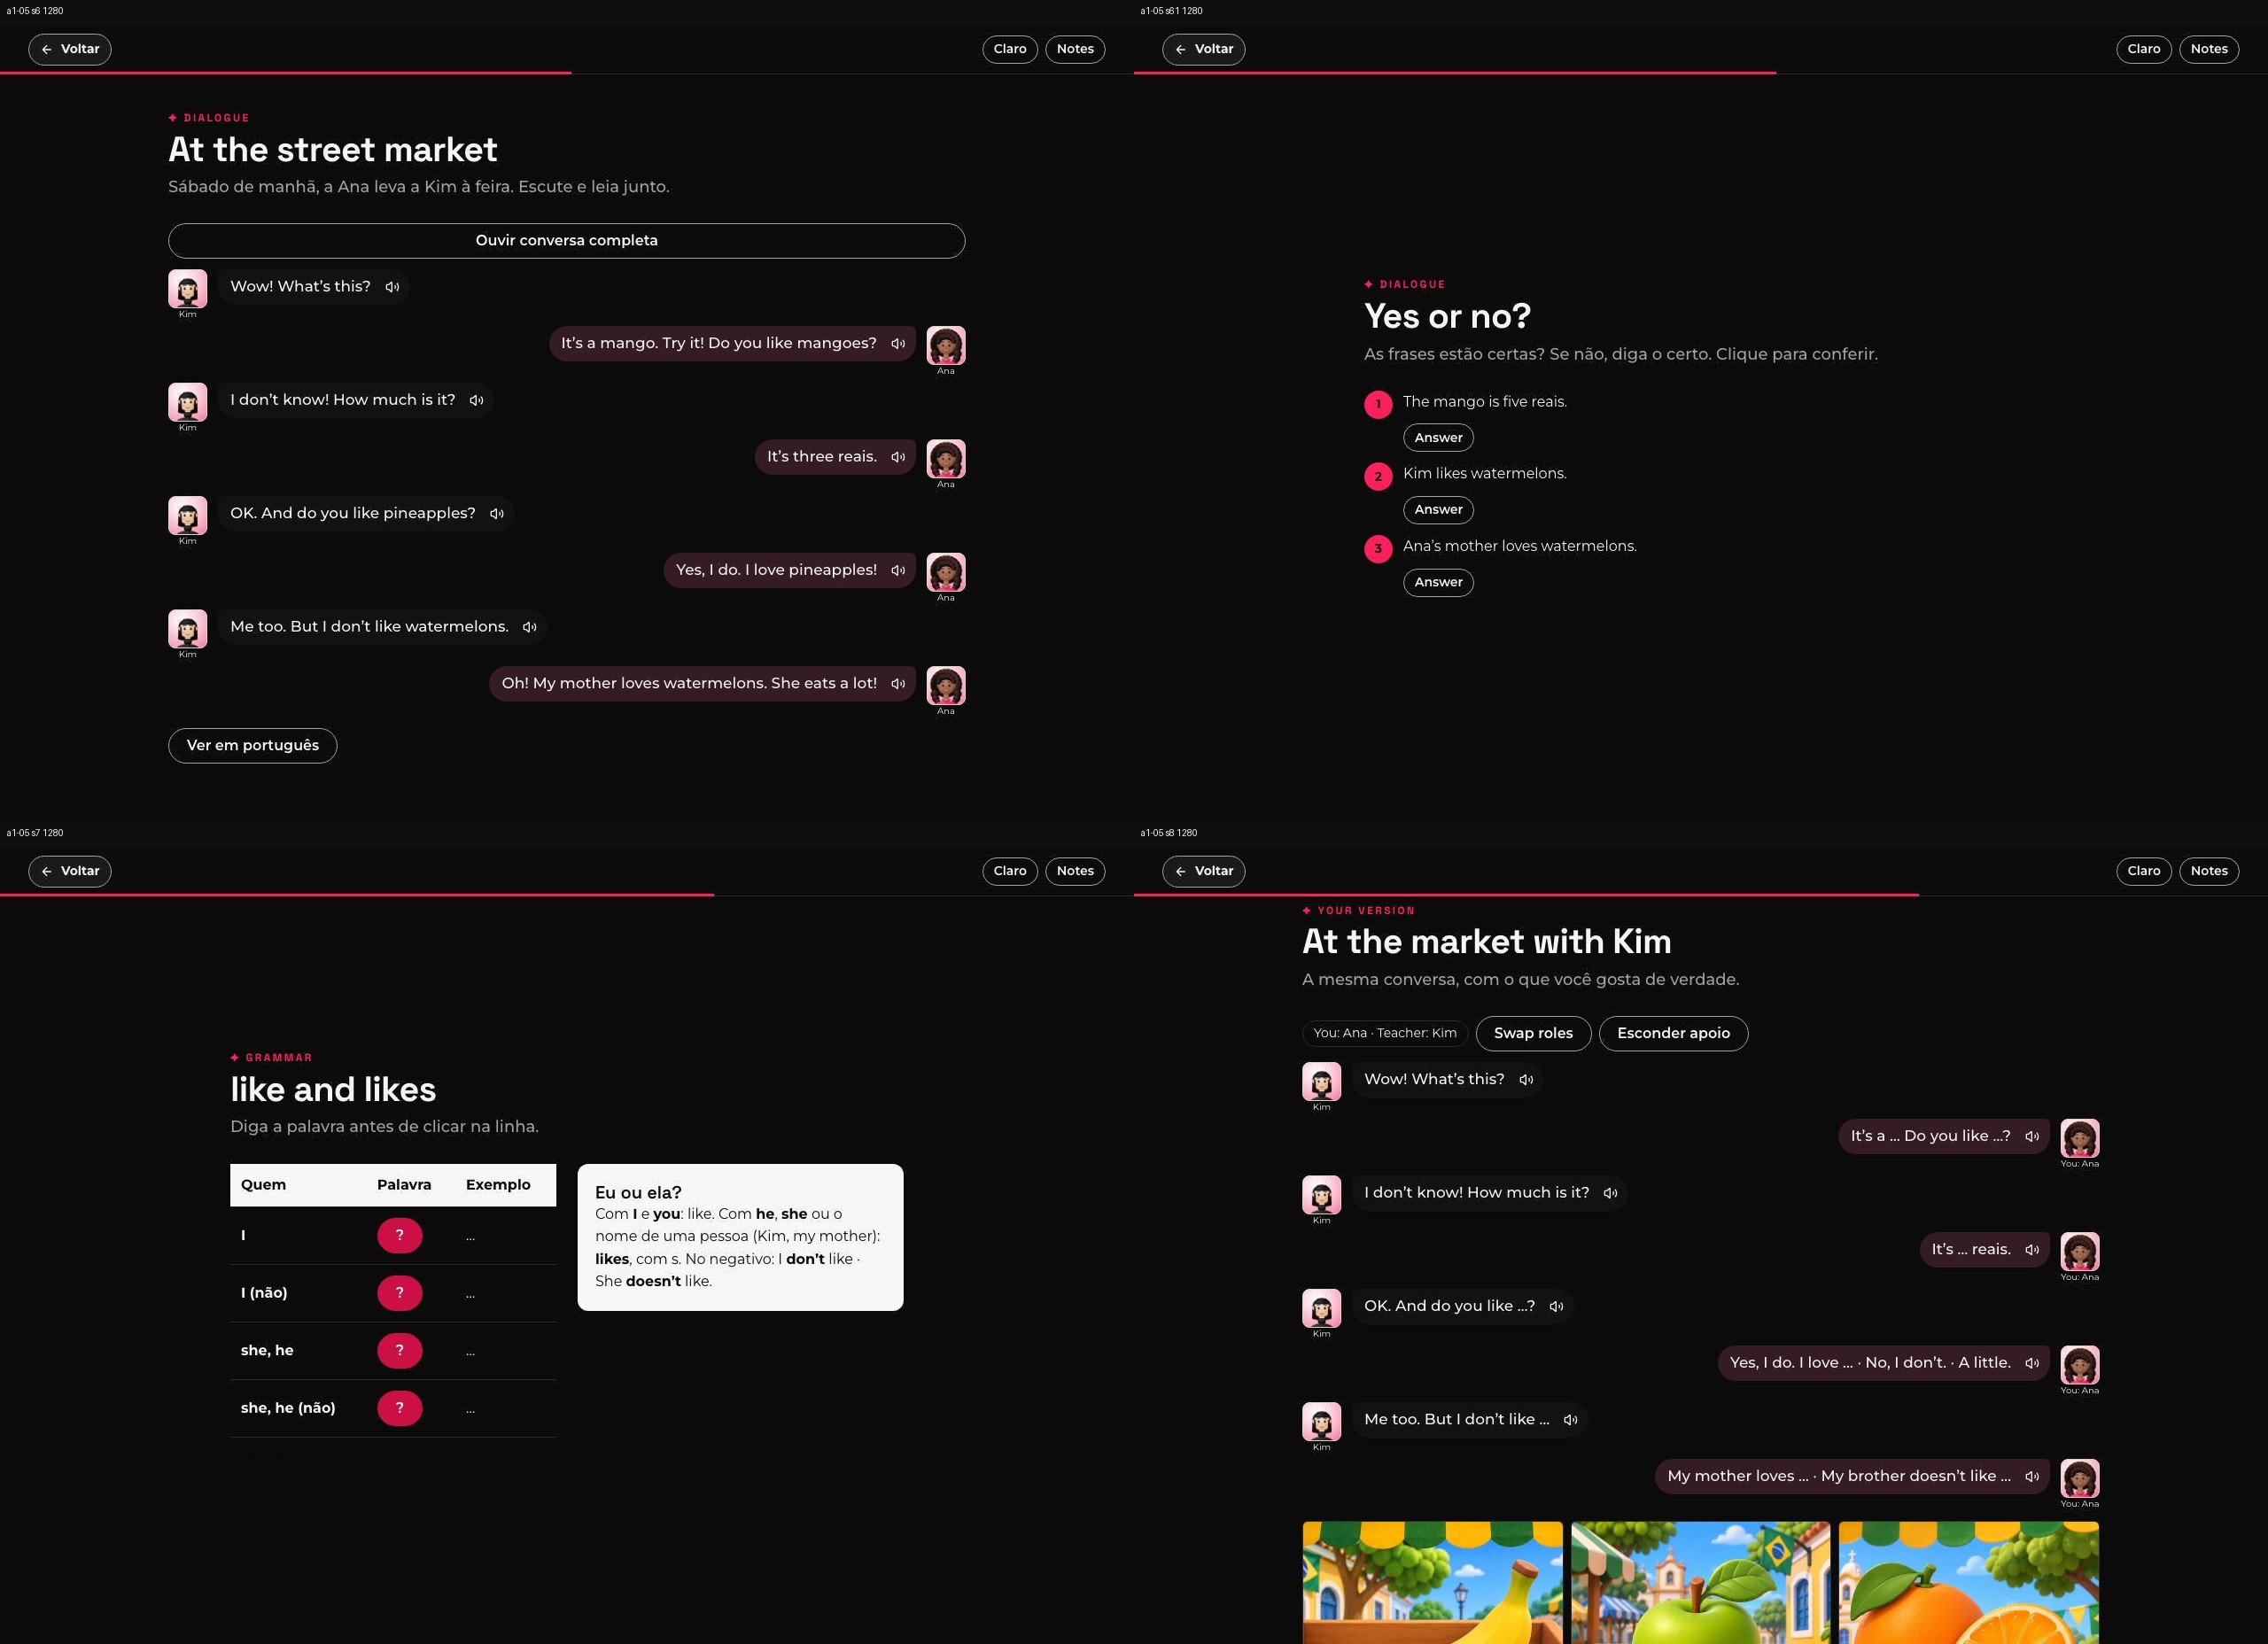 a1-05 s6 1280
Voltar
Claro
Notes
DIALOGUE
At the street market
Sábado de manhã, a Ana leva a Kim à feira. Escute e leia junto.
Ouvir conversa completa
Wow! What’s this?
Kim
It’s a mango. Try it! Do you like mangoes?
Ana
I don’t know! How much is it?
Kim
It’s three reais.
Ana
OK. And do you like pineapples?
Kim
Yes, I do. I love pineapples!
Ana
Me too. But I don’t like watermelons.
Kim
Oh! My mother loves watermelons. She eats a lot!
Ana
Ver em português
a1-05 s61 1280
Voltar
Claro
Notes
DIALOGUE
Yes or no?
As frases estão certas? Se não, diga o certo. Clique para conferir.
1 The mango is five reais.
Answer
2 Kim likes watermelons.
Answer
3 Ana’s mother loves watermelons.
Answer
a1-05 s7 1280
Voltar
Claro
Notes
GRAMMAR
like and likes
Diga a palavra antes de clicar na linha.
Quem Palavra Exemplo
I ? ...
I (não) ? ...
she, he ? ...
she, he (não) ? ...
Eu ou ela?
Com I e you: like. Com he, she ou o
nome de uma pessoa (Kim, my mother):
likes, com s. No negativo: I don’t like ·
She doesn’t like.
a1-05 s8 1280
Voltar
Claro
Notes
YOUR VERSION
At the market with Kim
A mesma conversa, com o que você gosta de verdade.
You: Ana · Teacher: Kim
Swap roles
Esconder apoio
Wow! What’s this?
Kim
It’s a ... Do you like ...?
You: Ana
I don’t know! How much is it?
Kim
It’s ... reais.
You: Ana
OK. And do you like ...?
Kim
Yes, I do. I love ... · No, I don’t. · A little.
You: Ana
Me too. But I don’t like ...
Kim
My mother loves ... · My brother doesn’t like ...
You: Ana